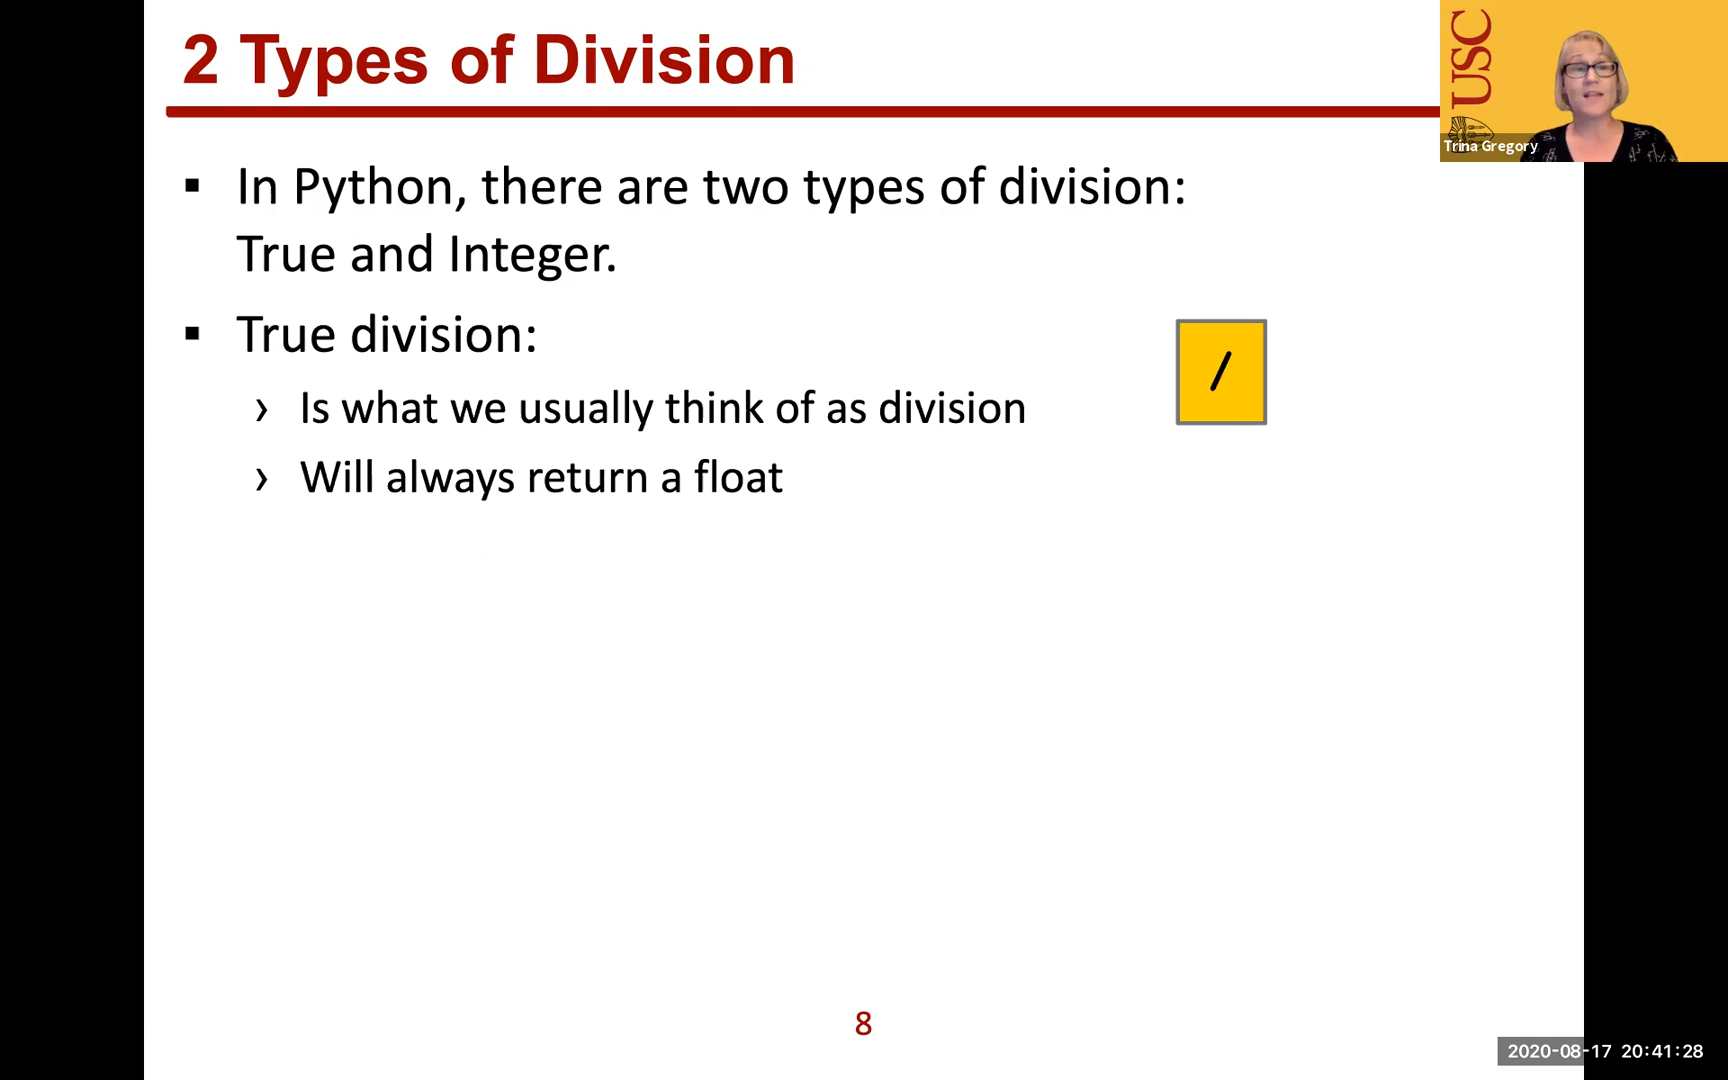 2 Types of Division
USC
Trina Gregory
▪ In Python, there are two types of division:
True and Integer.
▪ True division:
› Is what we usually think of as division
/
› Will always return a float
8
2020-08-17 20:41:28